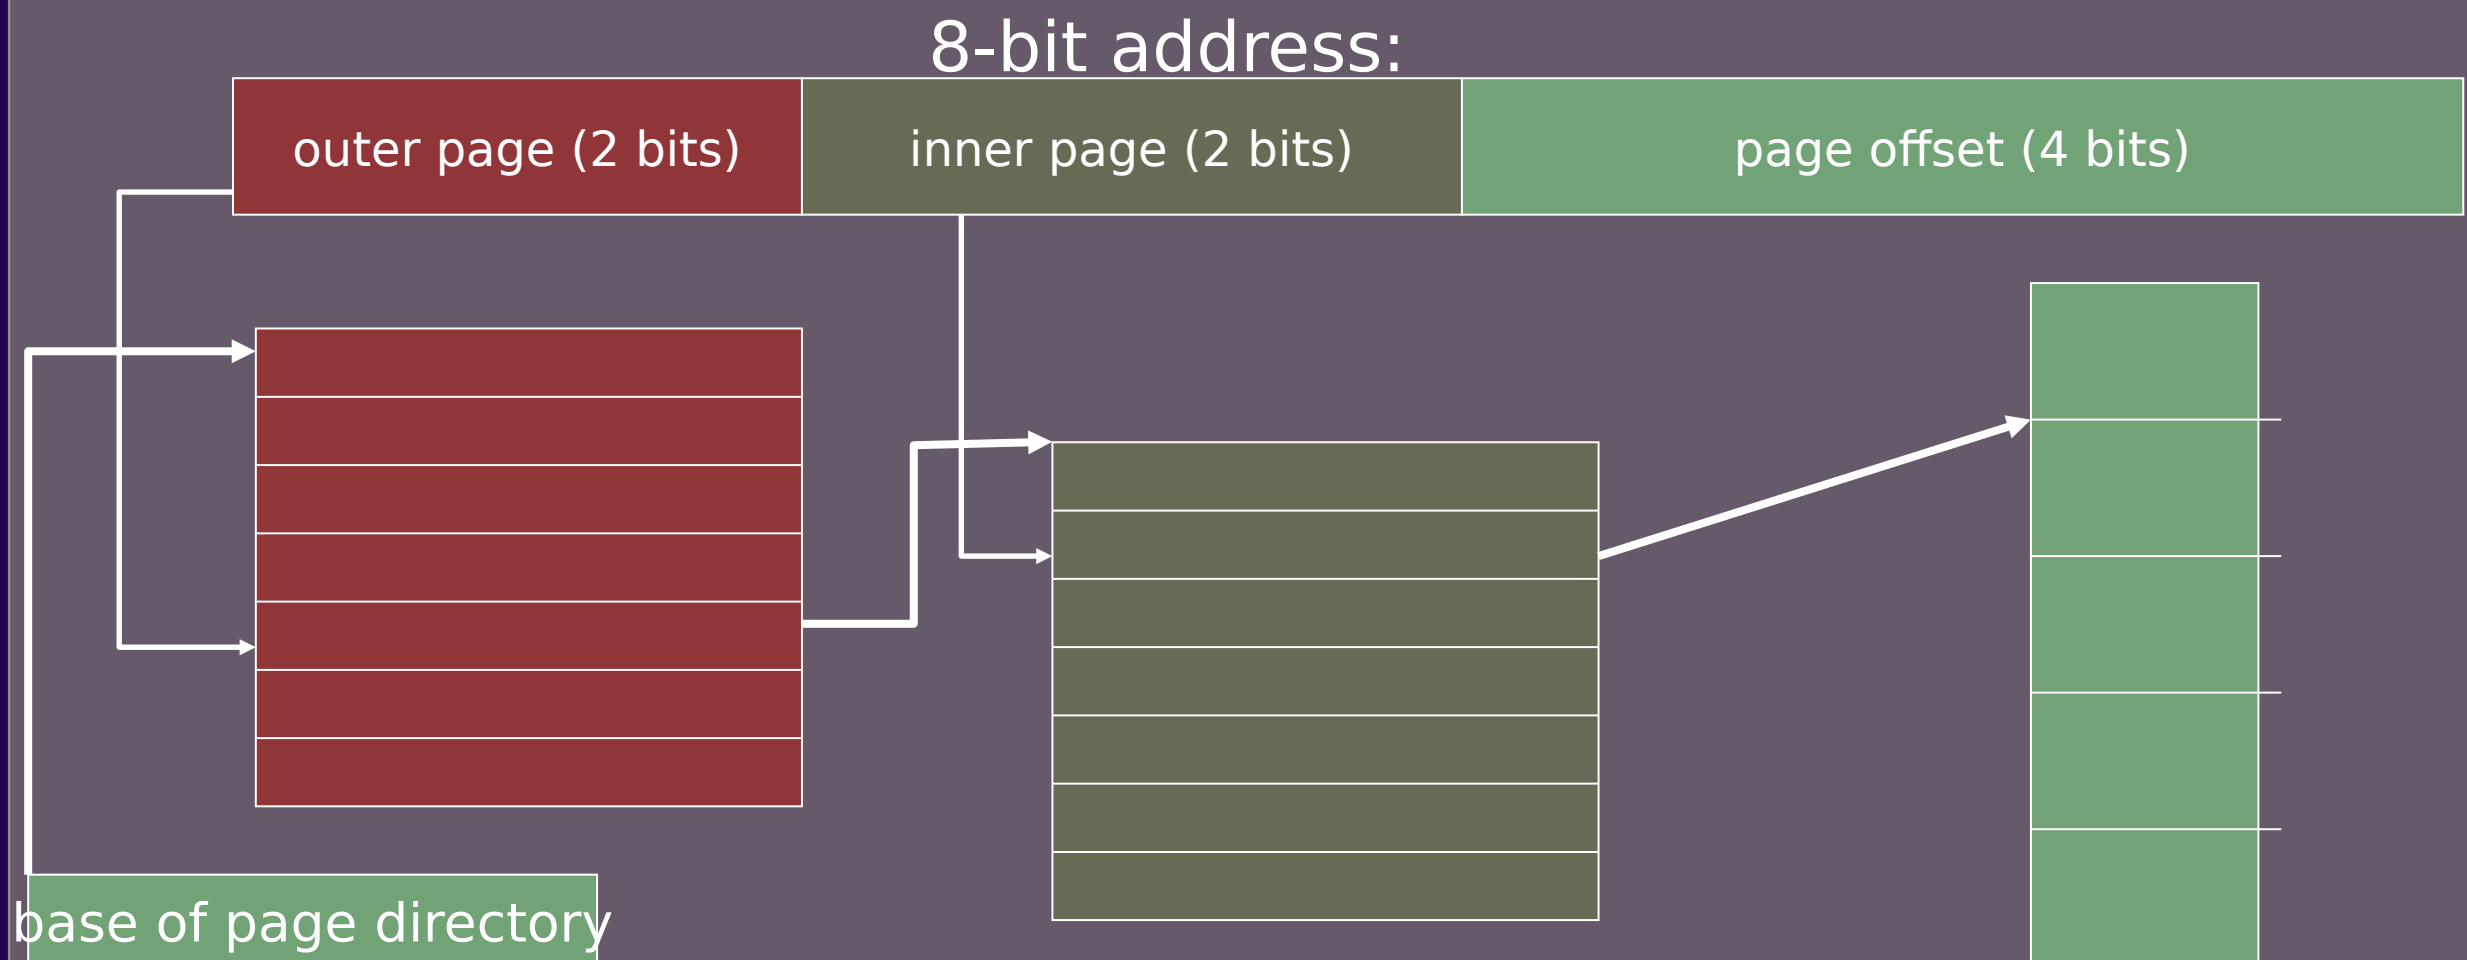 8-bit address:
outer page (2 bits)
inner page (2 bits)
page offset (4 bits)
base of page directory